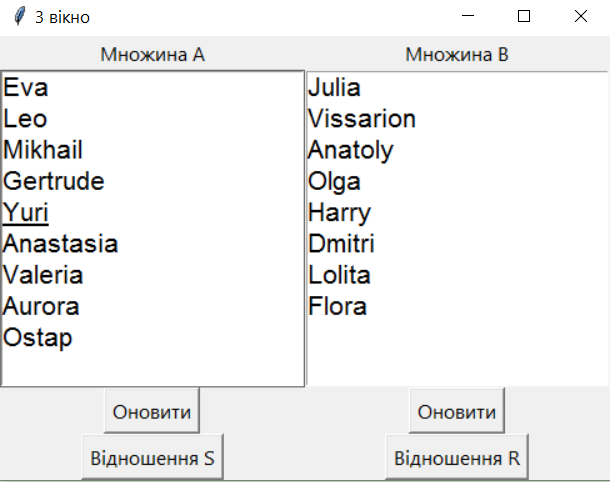 3 вікно
Множина A
Множина B
Eva
Leo
Mikhail
Gertrude
Yuri
Anastasia
Valeria
Aurora
Ostap
Julia
Vissarion
Anatoly
Olga
Harry
Dmitri
Lolita
Flora
Оновити
Оновити
Відношення S
Відношення R